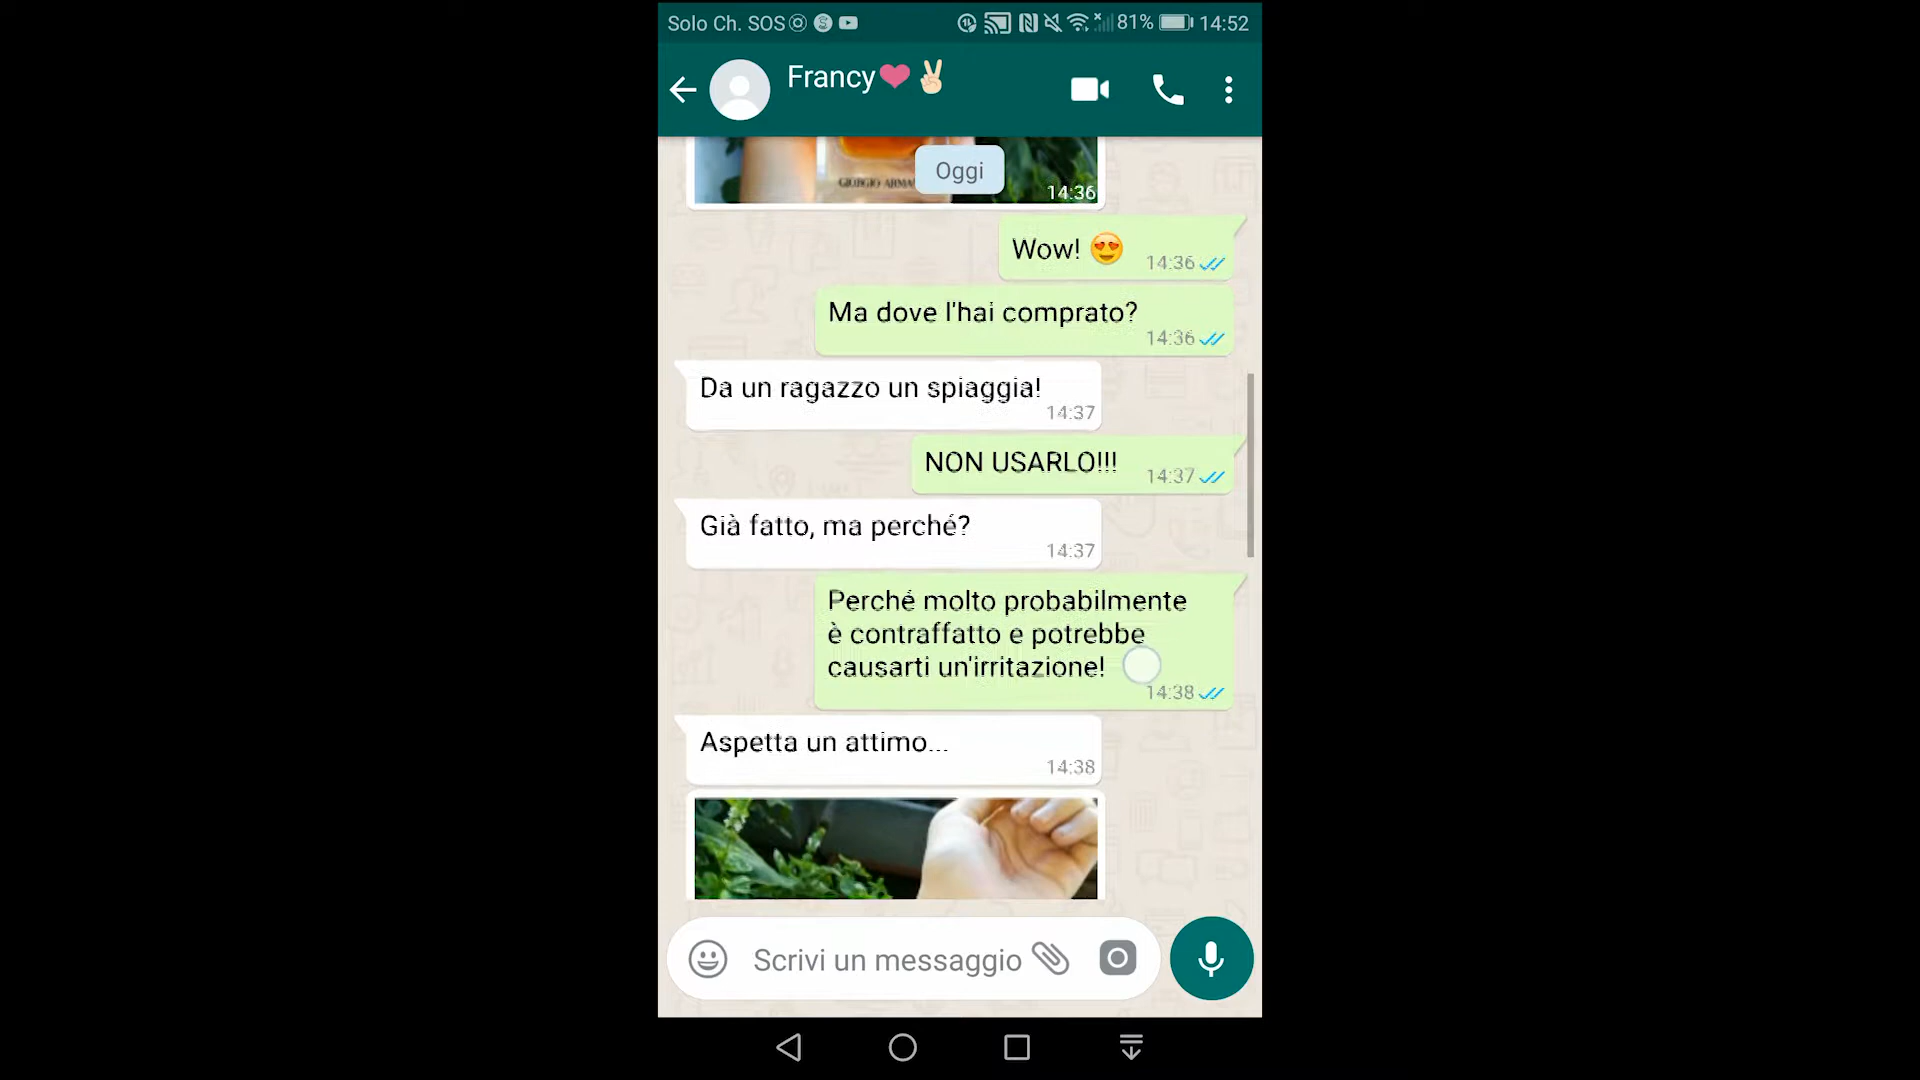 Solo Ch. SOS 81% 14:52
Francy❤✌🏻
GIORGIO ARMA
Oggi
14:36
Wow! 😍 14:36
Ma dove l'hai comprato?
14:36
Da un ragazzo un spiaggia!
14:37
NON USARLO!!! 14:37
Già fatto, ma perché?
14:37
Perché molto probabilmente
è contraffatto e potrebbe
causarti un'irritazione!
14:38
Aspetta un attimo...
14:38
Scrivi un messaggio